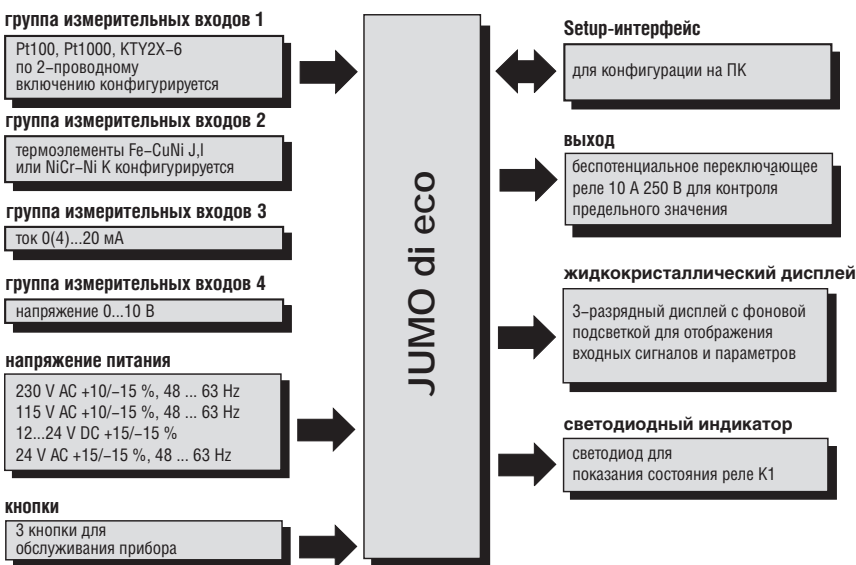 группа измерительных входов 1
Pt100, Pt1000, KTY2X–6
по 2–проводному
включению конфигурируется
группа измерительных входов 2
термоэлементы Fe–CuNi J,I
или NiCr–Ni K конфигурируется
группа измерительных входов 3
ток 0(4)...20 мА
группа измерительных входов 4
напряжение 0...10 В
напряжение питания
230 V AC +10/–15 %, 48 ... 63 Hz
115 V AC +10/–15 %, 48 ... 63 Hz
12...24 V DC +15/–15 %
24 V AC +15/–15 %, 48 ... 63 Hz
кнопки
3 кнопки для
обслуживания прибора
JUMO di eco
Setup-интерфейс
для конфигурации на ПК
выход
беспотенциальное переключающее
реле 10 А 250 В для контроля
предельного значения
жидкокристаллический дисплей
3–разрядный дисплей с фоновой
подсветкой для отображения
входных сигналов и параметров
светодиодный индикатор
светодиод для
показания состояния реле К1